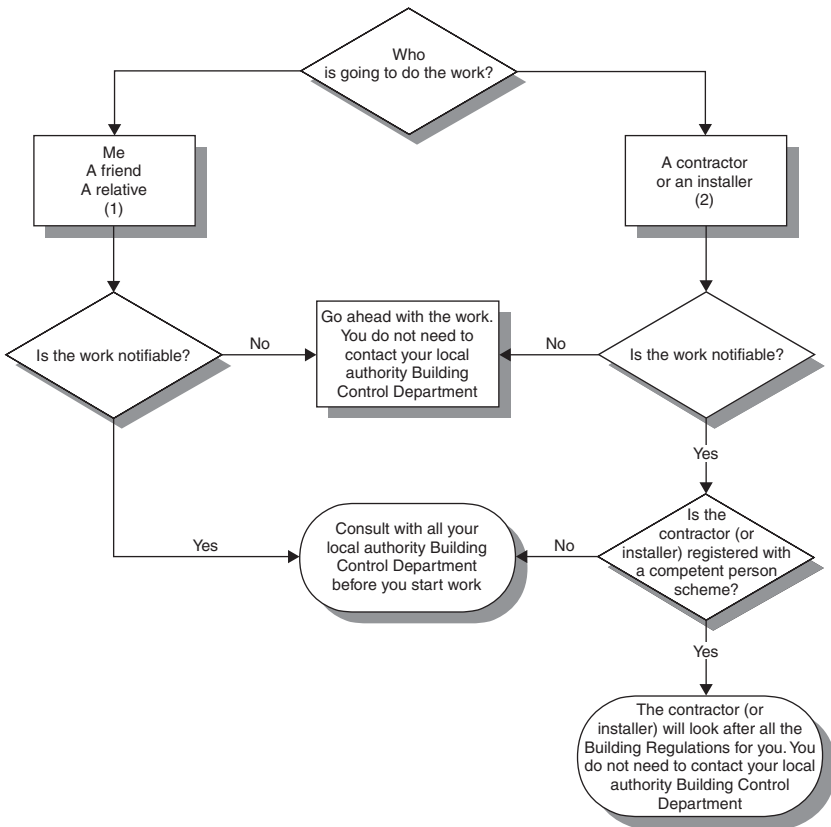 Who
is going to do the work?
Me
A friend
A relative
(1)
A contractor
or an installer
(2)
Is the work notifiable?
No
Go ahead with the work.
You do not need to
contact your local
authority Building
Control Department
No
Is the work notifiable?
Yes
Yes
Consult with all your
local authority Building
Control Department
before you start work
No
Is the
contractor (or
installer) registered with
a competent person
scheme?
Yes
The contractor (or
installer) will look after all the
Building Regulations for you. You
do not need to contact your local
authority Building Control
Department